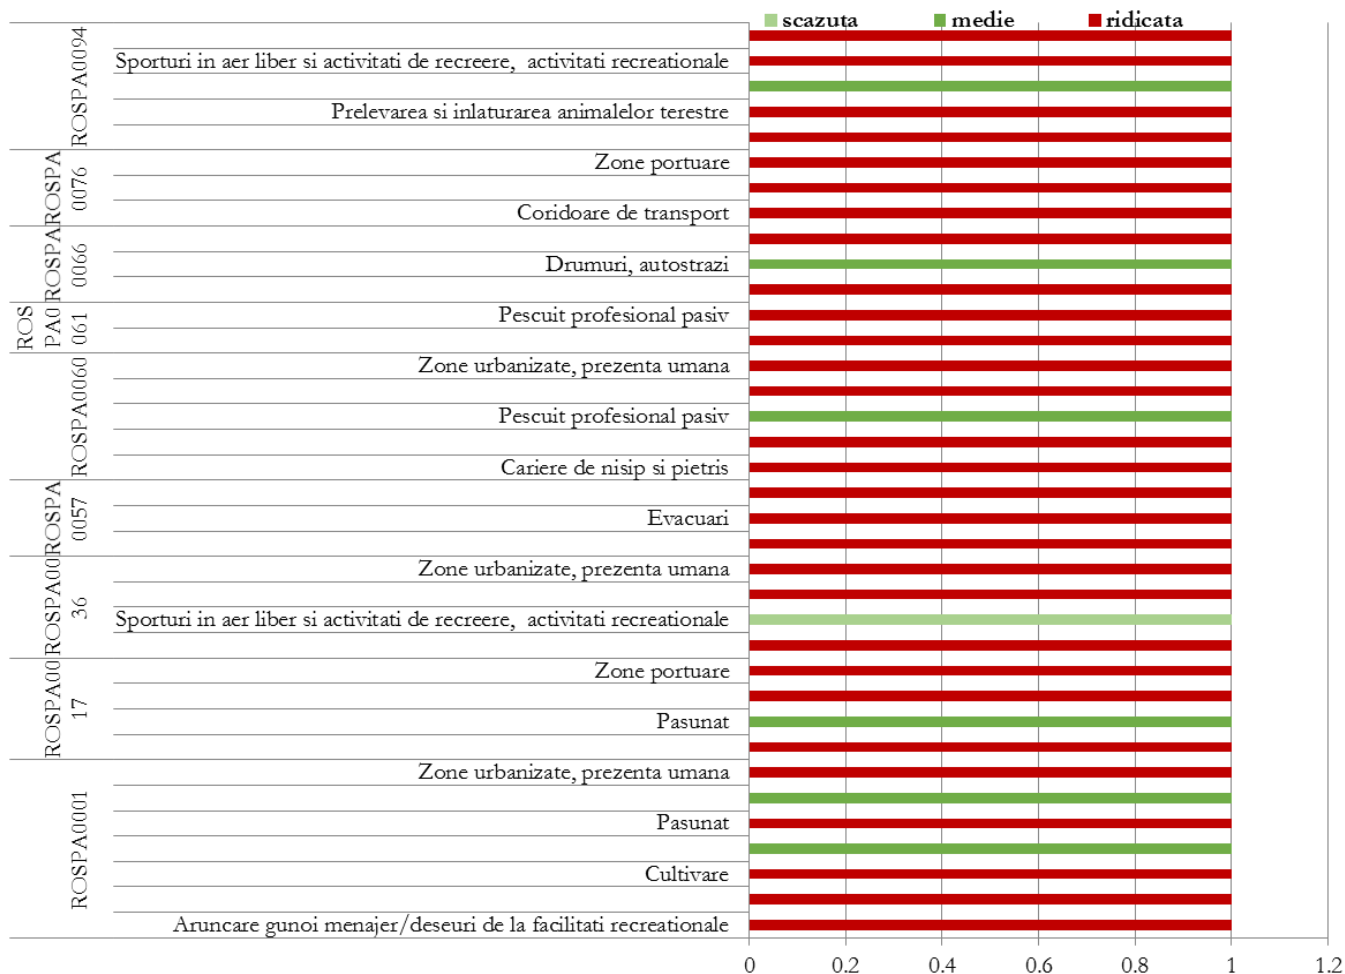 scazuta medie ridicata
ROSPA0094
Sporturi in aer liber si activitati de recreere, activitati recreationale
Prelevarea si inlaturarea animalelor terestre
ROSPA
0076
Zone portuare
Coridoare de transport
ROSPA
0066
Drumuri, autostrazi
ROS
PA0
061
Pescuit profesional pasiv
ROSPA0060
Zone urbanizate, prezenta umana
Pescuit profesional pasiv
Cariere de nisip si pietris
ROSPA
0057
Evacuari
ROSPA00
36
Zone urbanizate, prezenta umana
Sporturi in aer liber si activitati de recreere, activitati recreationale
ROSPA00
17
Zone portuare
Pasunat
ROSPA0001
Zone urbanizate, prezenta umana
Pasunat
Cultivare
Aruncare gunoi menajer/deseuri de la facilitati recreationale
0 0.2 0.4 0.6 0.8 1 1.2